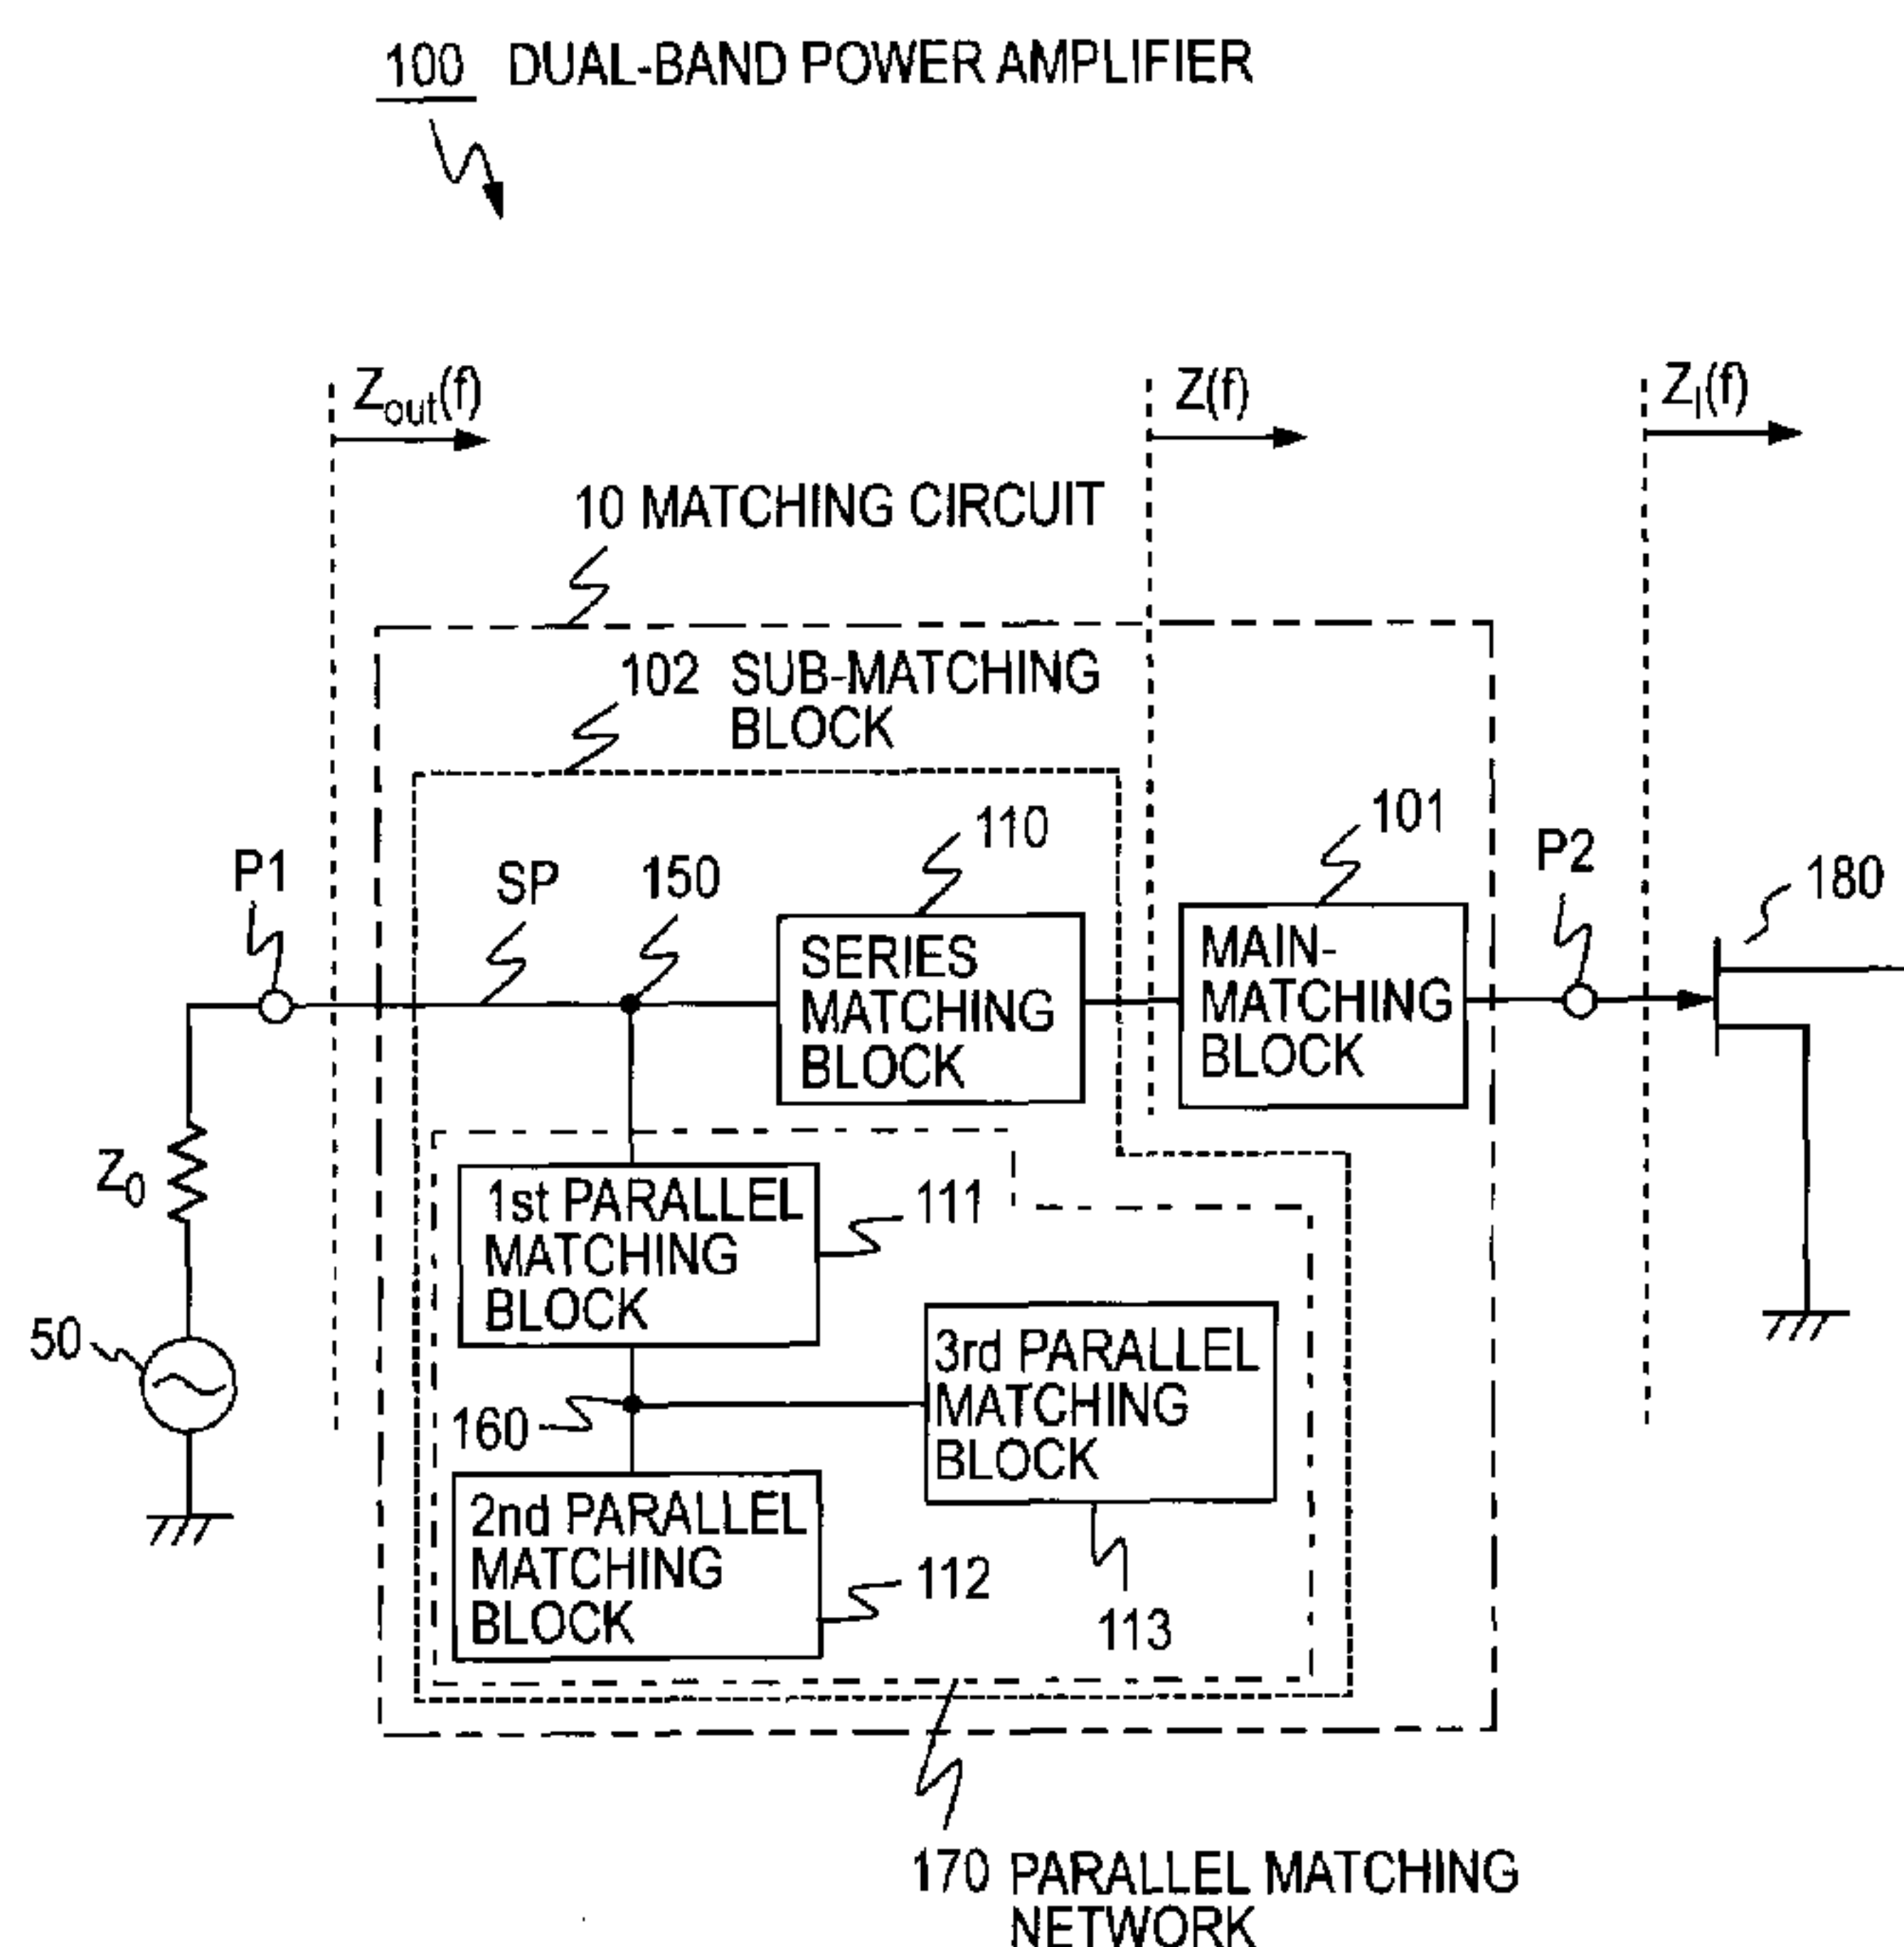 100 DUAL-BAND POWER AMPLIFIER
Zout(f)
Z(f)
Zl(f)
10 MATCHING CIRCUIT
102 SUB-MATCHING
BLOCK
P1
SP
150
110
101
P2
180
SERIES
MATCHING
BLOCK
MAIN-
MATCHING
BLOCK
Z0
50
1st PARALLEL
MATCHING
BLOCK
111
160
3rd PARALLEL
MATCHING
BLOCK
2nd PARALLEL
MATCHING
BLOCK
112
113
170 PARALLEL MATCHING
NETWORK